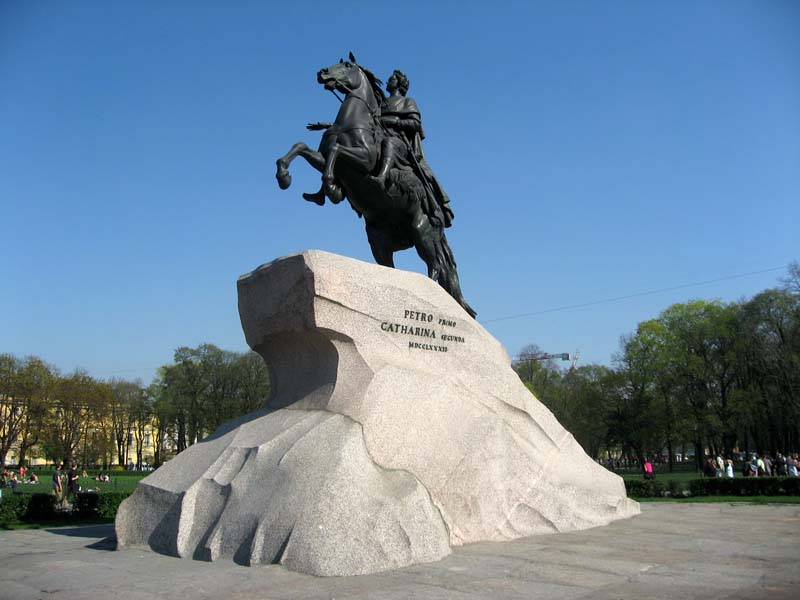 PETRO PRIMO
CATHARINA SECUNDA
MDCCLXXXII